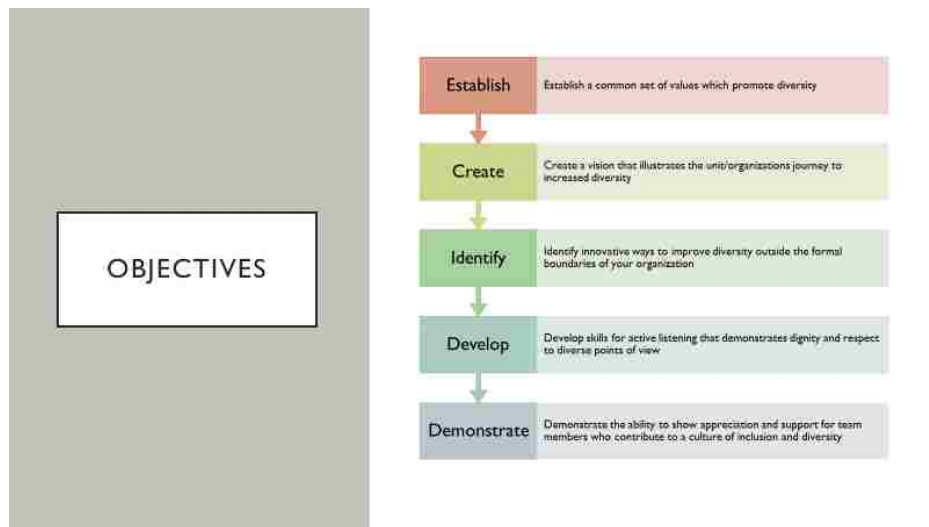 OBJECTIVES
Establish
Establish a common set of values which promote diversity
Create
Create a vision that illustrates the unit/organizations journey to
increased diversity
Identify
Identify innovative ways to improve diversity outside the formal
boundaries of your organization
Develop
Develop skills for active listening that demonstrates dignity and respect
to diverse points of view
Demonstrate
Demonstrate the ability to show appreciation and support for team
members who contribute to a culture of inclusion and diversity